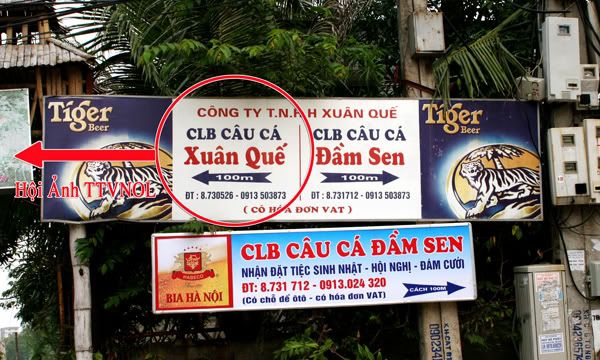 Tiger
Beer
CÔNG TY T.N.H.H XUÂN QUẾ
CLB CÂU CÁ
Xuân Quế
100m
ĐT : 8.730526 - 0913 503873
CLB CÂU CÁ
Đầm Sen
100m
ĐT : 8.731712 - 0913.503873
( CÓ HÓA ĐƠN VAT )
Tiger
Beer
Hội Ảnh TTVNOL
HABECO
BIA HÀ NỘI
CLB CÂU CÁ ĐẦM SEN
NHẬN ĐẶT TIỆC SINH NHẬT - HỘI NGHỊ - ĐÁM CƯỚI
ĐT: 8.731 712 - 0913.024 320
(Có chỗ để ôtô - có hóa đơn VAT)
CÁCH 100M